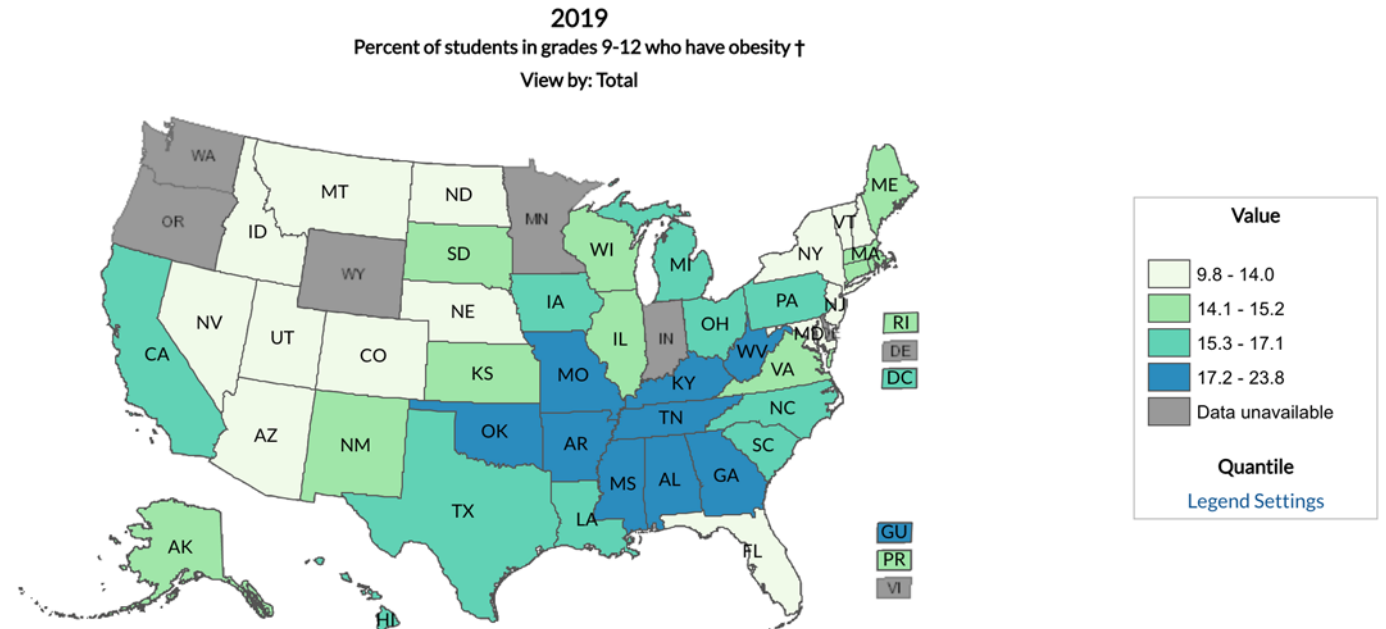 2019
Percent of students in grades 9-12 who have obesity †
View by: Total
WA
MT
ND
MN
ME
OR
ID
SD
WI
MI
VT
NY
MA
WY
NE
IA
PA
NJ
NV
UT
CO
IL
IN
OH
MD
DE
CA
KS
MO
WV
VA
KY
AZ
NM
OK
AR
TN
NC
SC
MS
AL
GA
TX
LA
FL
AK
HI
RI
DE
DC
GU
PR
VI
Value
9.8 - 14.0
14.1 - 15.2
15.3 - 17.1
17.2 - 23.8
Data unavailable
Quantile
Legend Settings